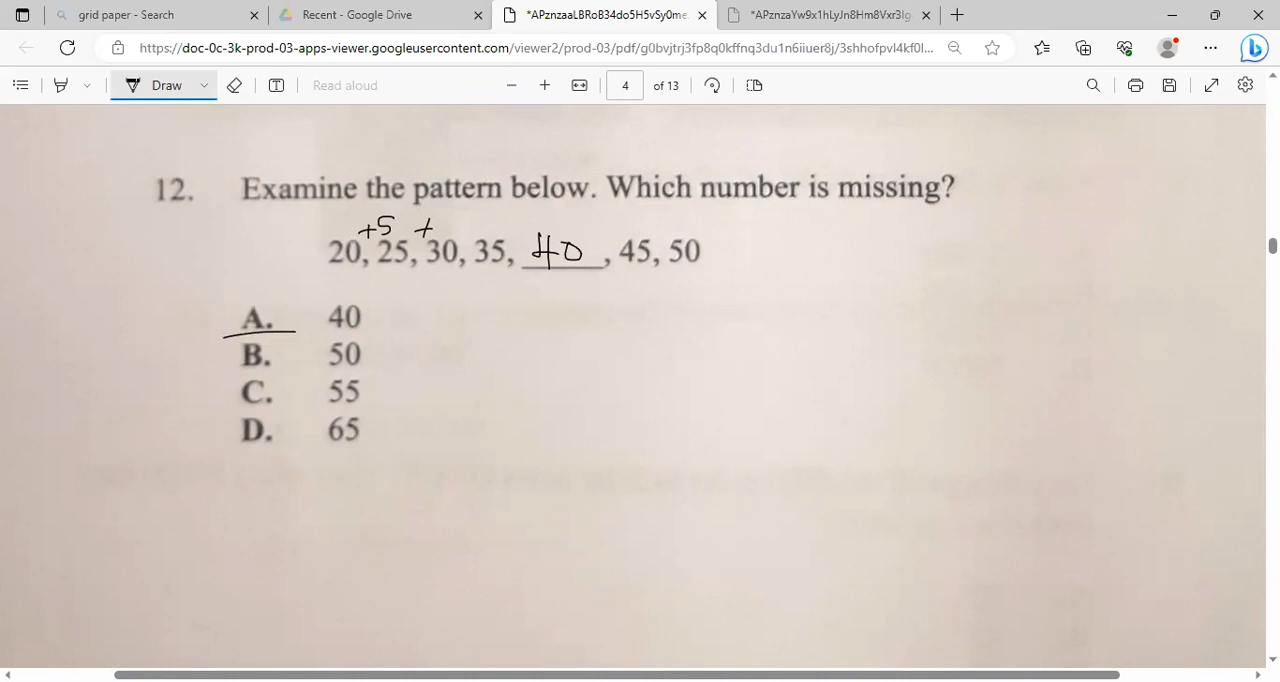 grid paper - Search
Recent - Google Drive
*APznzaaLBRoB34do5H5vSy0me
*APznzaYw9x1hLyJn8Hm8Vxr3lg
https://doc-0c-3k-prod-03-apps-viewer.googleusercontent.com/viewer2/prod-03/pdf/g0bvjtrj3fp8q0kffnq3du1n6iiuer8j/3shhofpvl4kf0l...
Draw
Read aloud
4 of 13
12. Examine the pattern below. Which number is missing?
+5 +
20, 25, 30, 35, 40, 45, 50
A. 40
B. 50
C. 55
D. 65